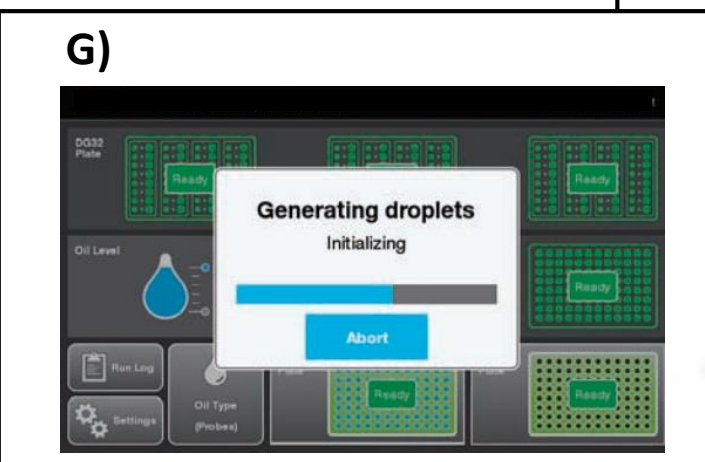 G)
DG32
Plate
Ready
Ready
Generating droplets
Initializing
Abort
Oil Level
Ready
Run Log
Settings
Oil Type
(Probes)
Plate
Ready
Plate
Ready